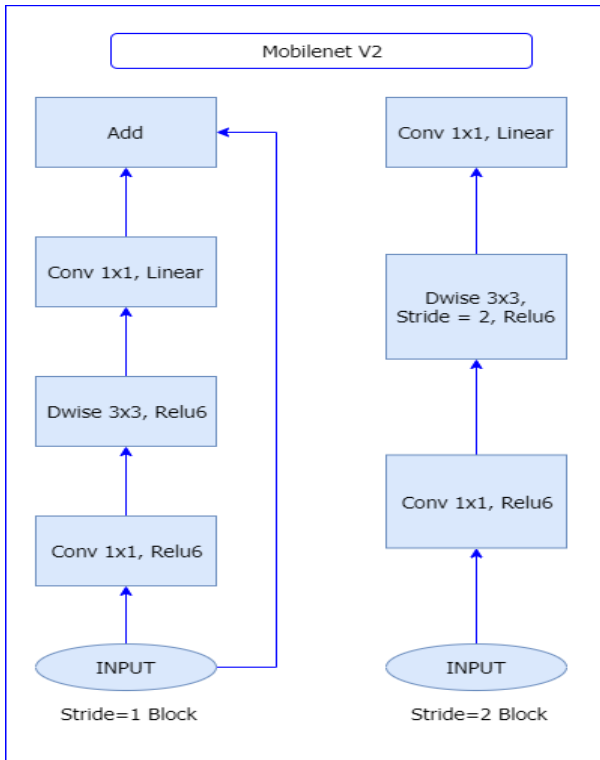 Mobilenet V2
Add
Conv 1x1, Linear
Dwise 3x3, Relu6
Conv 1x1, Relu6
INPUT
Stride=1 Block
Conv 1x1, Linear
Dwise 3x3,
Stride = 2, Relu6
Conv 1x1, Relu6
INPUT
Stride=2 Block